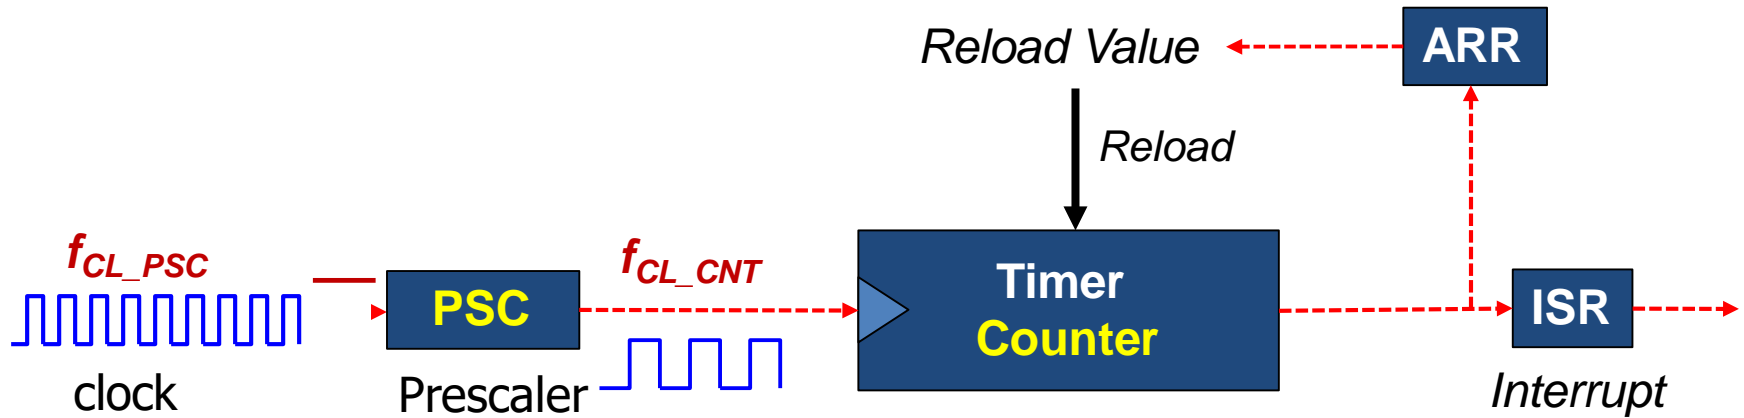 Reload Value
ARR
Reload
fCL_PSC
fCL_CNT
PSC
Timer
Counter
ISR
clock
Prescaler
Interrupt